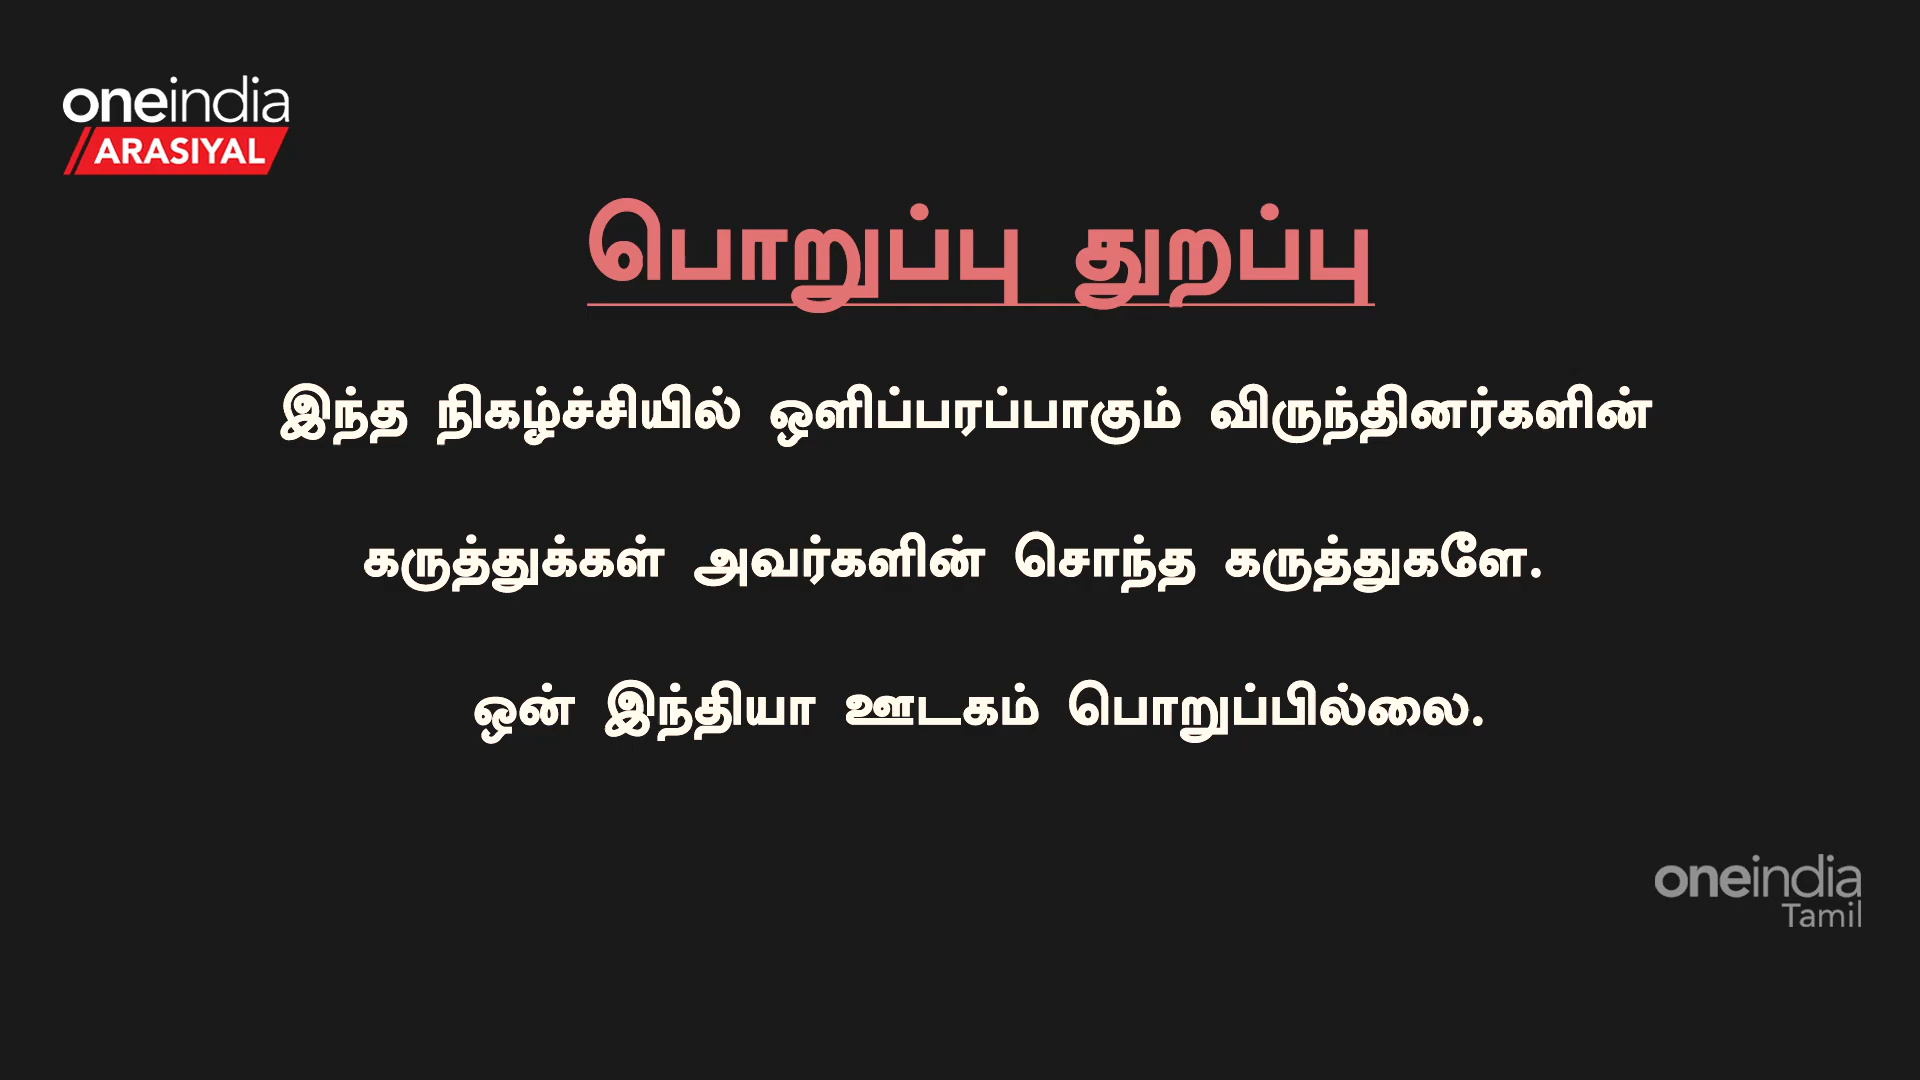 oneindia
ARASIYAL
பொறுப்பு துறப்பு
இந்த நிகழ்ச்சியில் ஒளிப்பரப்பாகும் விருந்தினர்களின்
கருத்துக்கள் அவர்களின் சொந்த கருத்துகளே.
ஒன் இந்தியா ஊடகம் பொறுப்பில்லை.
oneindia
Tamil